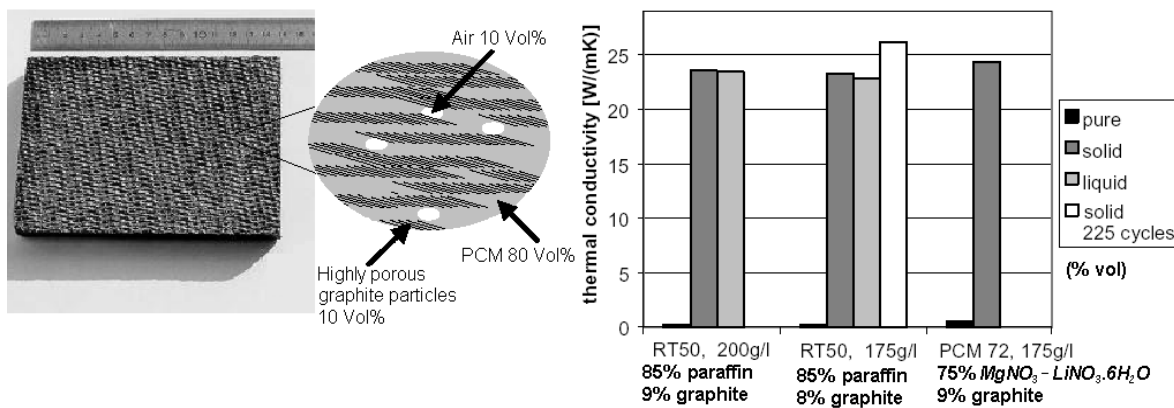 Air 10 Vol%
PCM 80 Vol%
Highly porous
graphite particles
10 Vol%
thermal conductivity [W/(mK)]
25
20
15
10
5
0
RT50, 200g/l
85% paraffin
9% graphite
RT50, 175g/l
85% paraffin
8% graphite
PCM 72, 175g/l
75% MgNO₃ – LiNO₃.6H₂O
9% graphite
pure
solid
liquid
solid
225 cycles
(% vol)